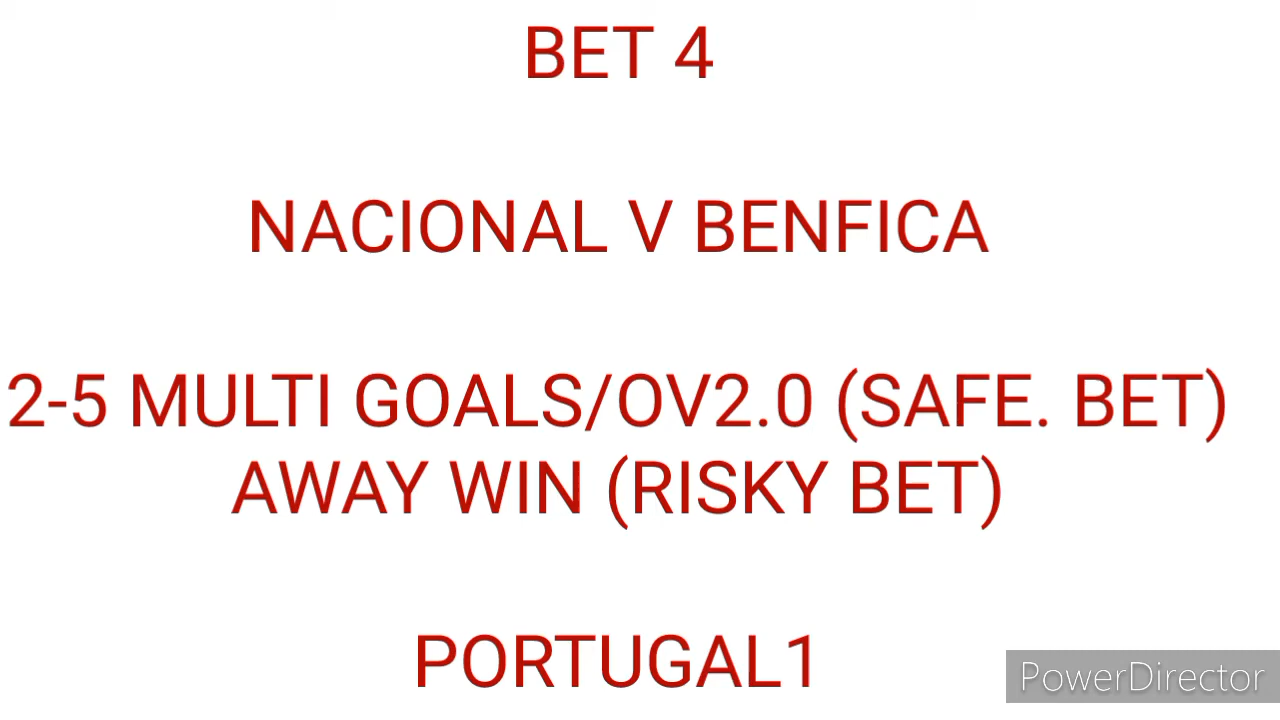 BET 4
NACIONAL V BENFICA
2-5 MULTI GOALS/OV2.0 (SAFE. BET)
AWAY WIN (RISKY BET)
PORTUGAL1
PowerDirector